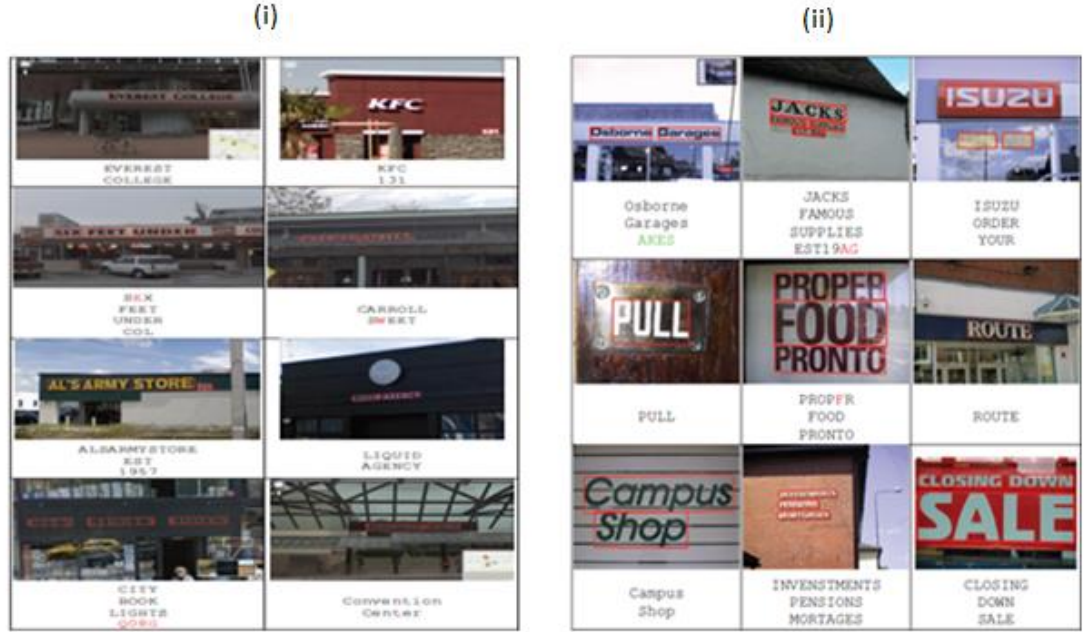 (i)
EVEREST COLLEGE
EVEREST
COLLEGE
KFC
131
KFC
131
SIX FEET UNDER
FEET
UNDER
COL
CARROLL
SWEET
AL'S ARMY STORE
ALSARMYSTORE
EST
1957
LIQUID
AGENCY
CITY LIGHTS
CITY
BOOK
LIGHTS
Convention
Center
(ii)
Osborne Garages
Osborne
Garages
AKES
JACKS
JACKS
FAMOUS
SUPPLIES
EST19AG
ISUZU
ISUZU
ORDER
YOUR
PULL
PULL
PROPER
FOOD
PRONTO
PROPFR
FOOD
PRONTO
ROUTE
ROUTE
Campus
Shop
Campus
Shop
INVENSTMENTS
PENSIONS
MORTAGES
CLOSING DOWN
SALE
CLOSING
DOWN
SALE